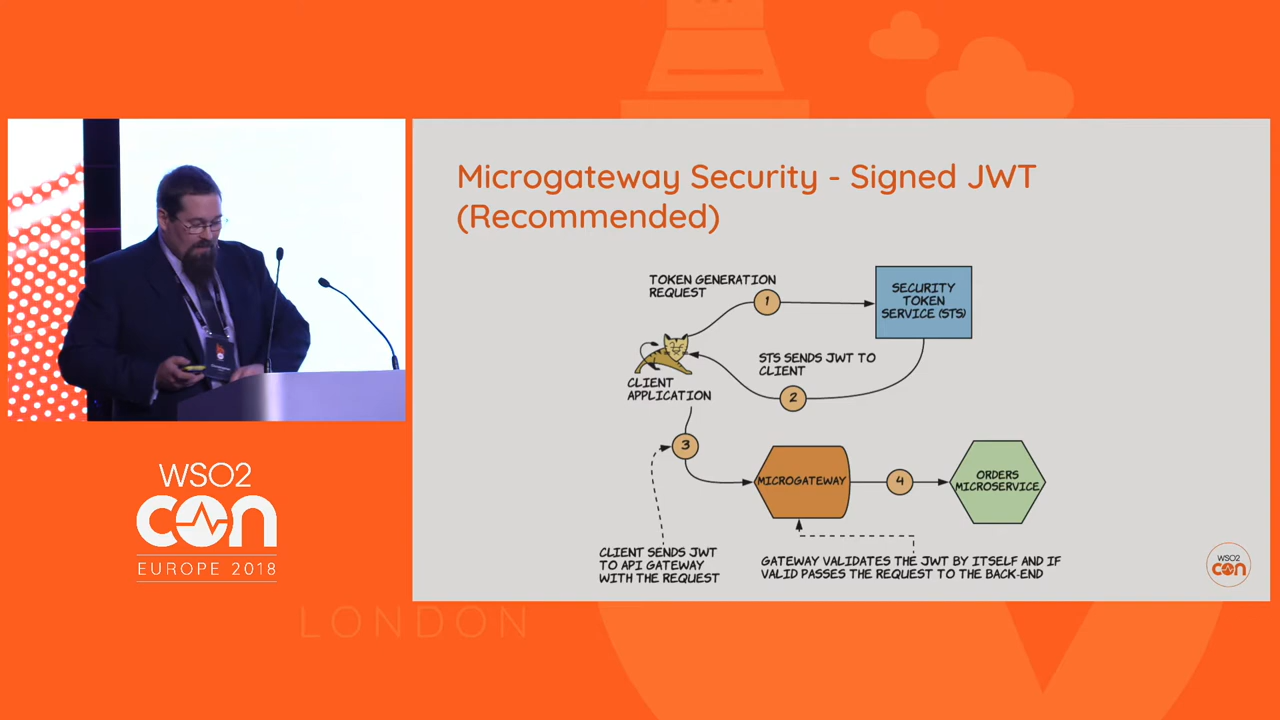 Microgateway Security - Signed JWT
(Recommended)
TOKEN GENERATION
REQUEST
1
SECURITY
TOKEN
SERVICE (STS)
STS SENDS JWT TO
CLIENT
2
CLIENT
APPLICATION
3
MICROGATEWAY
4
ORDERS
MICROSERVICE
CLIENT SENDS JWT
TO API GATEWAY
WITH THE REQUEST
GATEWAY VALIDATES THE JWT BY ITSELF AND IF
VALID PASSES THE REQUEST TO THE BACK-END
WSO2
CON
WSO2
CON
EUROPE 2018
LONDON